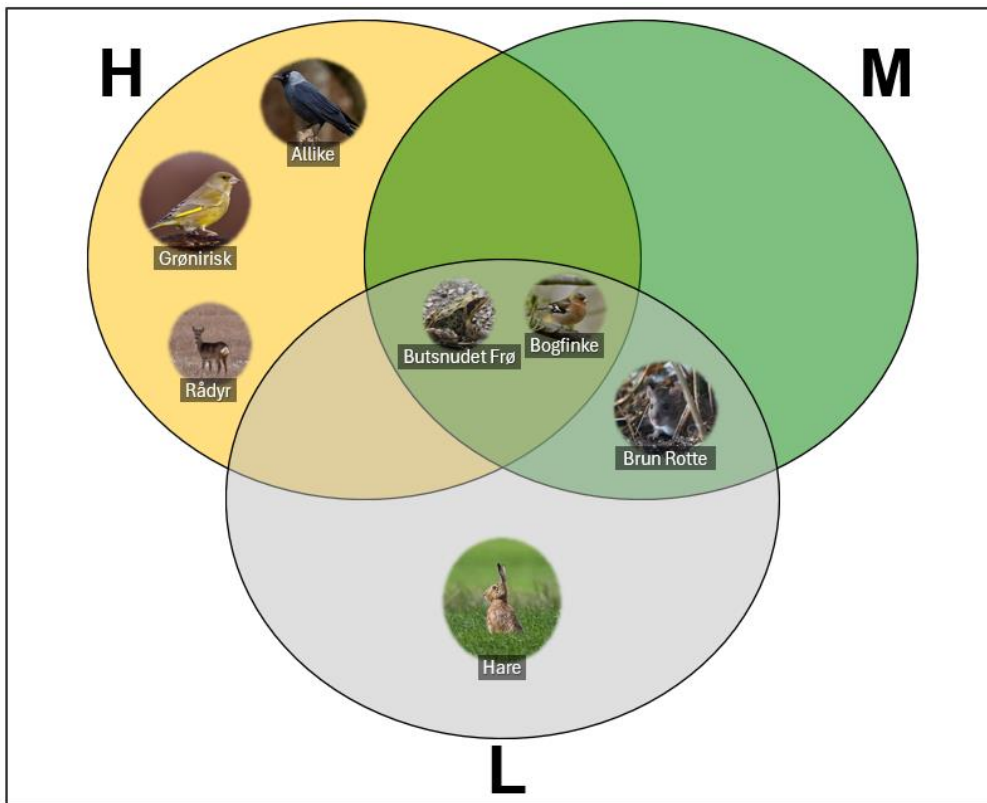 H
M
Allike
Grønirisk
Rådyr
Butsnudet Frø
Bogfinke
Brun Rotte
Hare
L